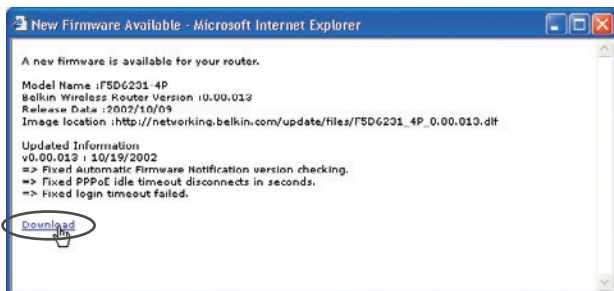 New Firmware Available - Microsoft Internet Explorer
A new firmware is available for your router.
Model Name :F5D6231-4P
Belkin Wireless Router Version :0.00.013
Release Data :2002/10/09
Image location :http://networking.belkin.com/update/files/F5D6231_4P_0.00.013.dlf
Updated Information
v0.00.013 : 10/19/2002
=> Fixed Automatic Firmware Notification version checking.
=> Fixed PPPoE idle timeout disconnects in seconds.
=> Fixed login timeout failed.
Download